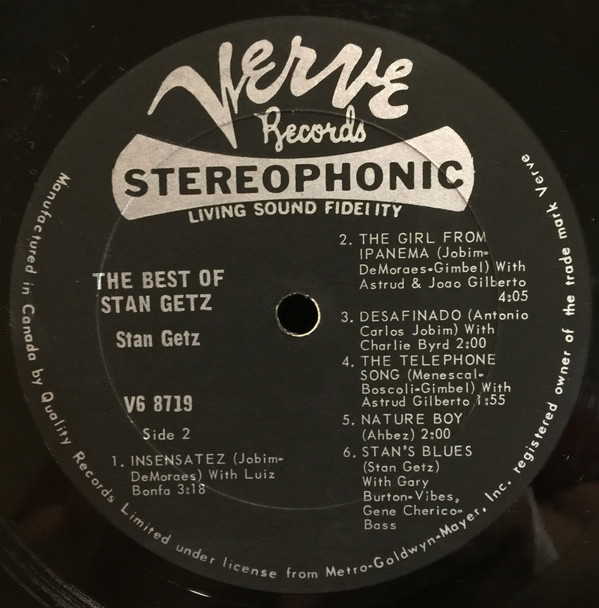 Verve
Records
STEREOPHONIC
LIVING SOUND FIDELITY
THE BEST OF
STAN GETZ
Stan Getz
V6 8719
Side 2
1. INSENSATEZ (Jobim-
DeMoraes) With Luiz
Bonfa 3:18
2. THE GIRL FROM
IPANEMA (Jobim-
DeMoraes-Gimbel) With
Astrud & Joao Gilberto
4:05
3. DESAFINADO (Antonio
Carlos Jobim) With
Charlie Byrd 2:00
4. THE TELEPHONE
SONG (Menescal-
Boscoli-Gimbel) With
Astrud Gilberto 1:55
5. NATURE BOY
(Ahbez) 2:00
6. STAN'S BLUES
(Stan Getz)
With Gary
Burton-Vibes,
Gene Cherico-
Bass
Manufactured in Canada by Quality Records Limited under license from Metro-Goldwyn-Mayer, Inc. registered owner of the trade mark Verve